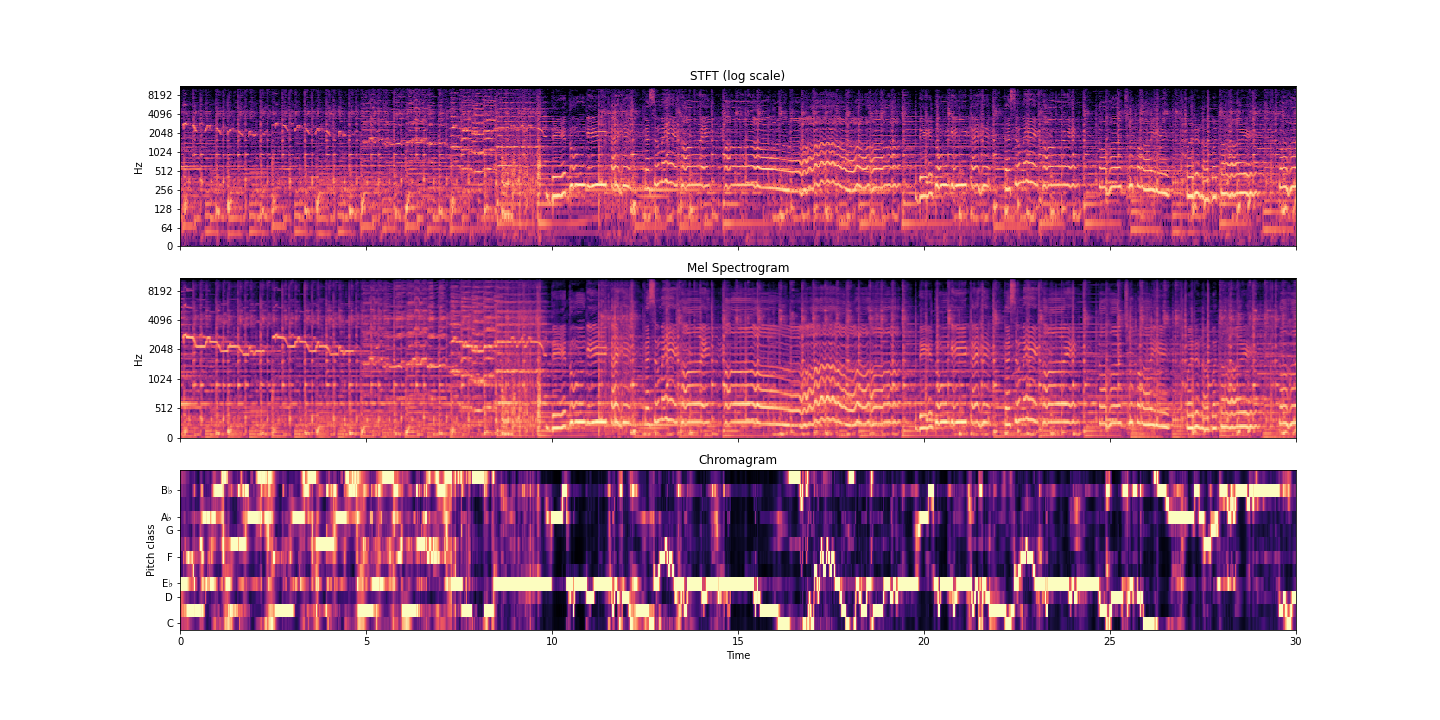 STFT (log scale)
8192
4096
2048
1024
512
256
128
64
0
Hz
Mel Spectrogram
8192
4096
2048
1024
512
0
Hz
Chromagram
B♭
A♭
G
F
E♭
D
C
Pitch class
0 5 10 15 20 25 30
Time